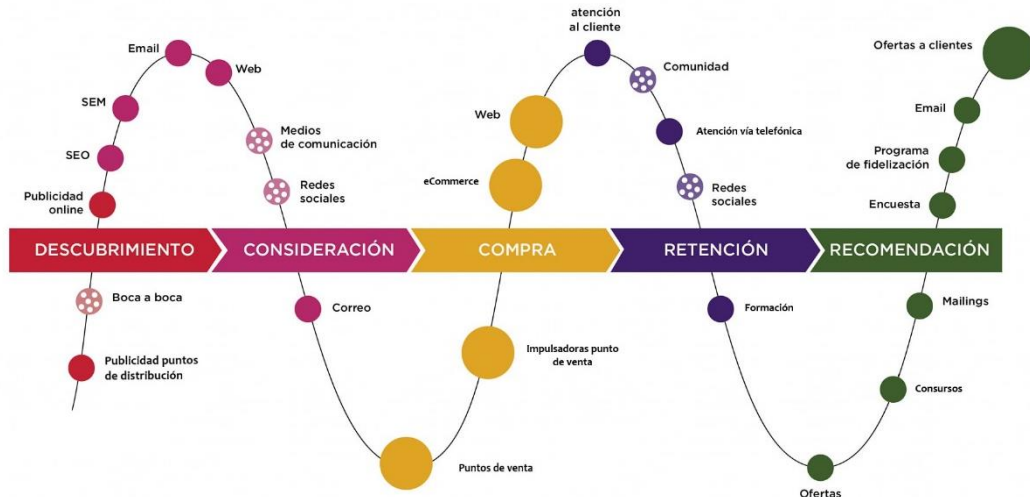 atención
al cliente
Ofertas a clientes
Email
Web
Comunidad
SEM
Web
Email
Medios
de comunicación
Atención vía telefónica
SEO
eCommerce
Programa
de fidelización
Redes
sociales
Redes
sociales
Publicidad
online
Encuesta
DESCUBRIMIENTO
CONSIDERACIÓN
COMPRA
RETENCIÓN
RECOMENDACIÓN
Boca a boca
Correo
Formación
Mailings
Publicidad puntos
de distribución
Impulsadoras punto
de venta
Consursos
Puntos de venta
Ofertas